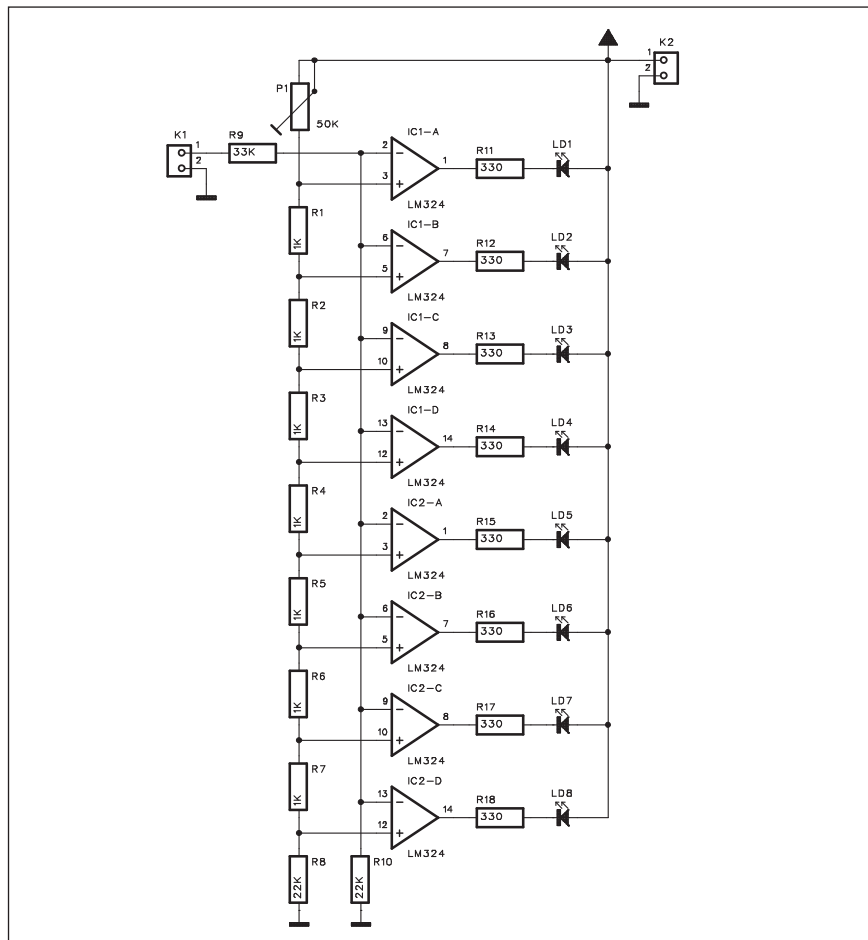 K2
1
2
P1
50K
K1
1
2
R9
33K
IC1-A
2
3
1
LM324
R11
330
LD1
R1
1K
IC1-B
6
5
7
LM324
R12
330
LD2
R2
1K
IC1-C
9
10
8
LM324
R13
330
LD3
R3
1K
IC1-D
13
12
14
LM324
R14
330
LD4
R4
1K
IC2-A
2
3
1
LM324
R15
330
LD5
R5
1K
IC2-B
6
5
7
LM324
R16
330
LD6
R6
1K
IC2-C
9
10
8
LM324
R17
330
LD7
R7
1K
IC2-D
13
12
14
LM324
R18
330
LD8
R8
22K
R10
22K